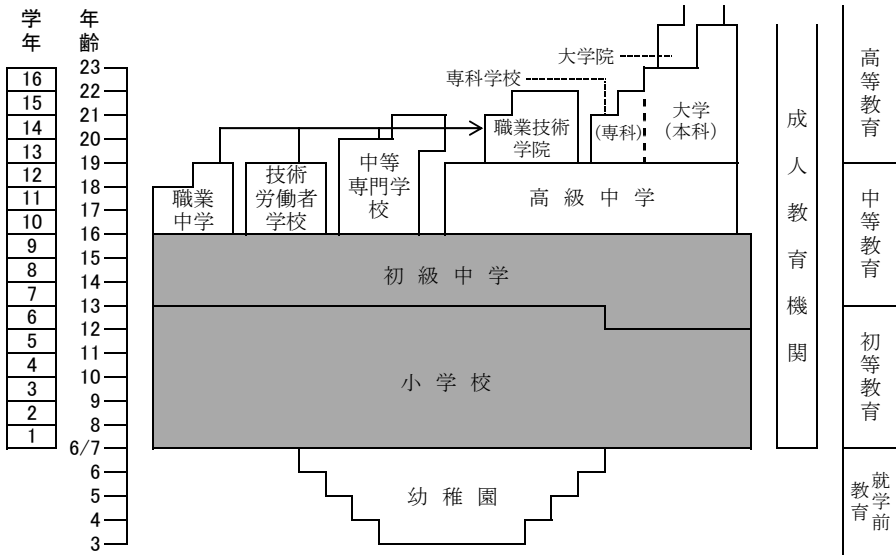 学年
年齢
16
15
14
13
12
11
10
9
8
7
6
5
4
3
2
1
23
22
21
20
19
18
17
16
15
14
13
12
11
10
9
8
6/7
6
5
4
3
大学院
専科学校
大学
(本科)
(専科)
職業技術
学院
中等
専門学
校
技術
労働者
学校
職業
中学
高級中学
初級中学
小学校
幼稚園
成人教育機関
高等教育
中等教育
初等教育
就学前
教育